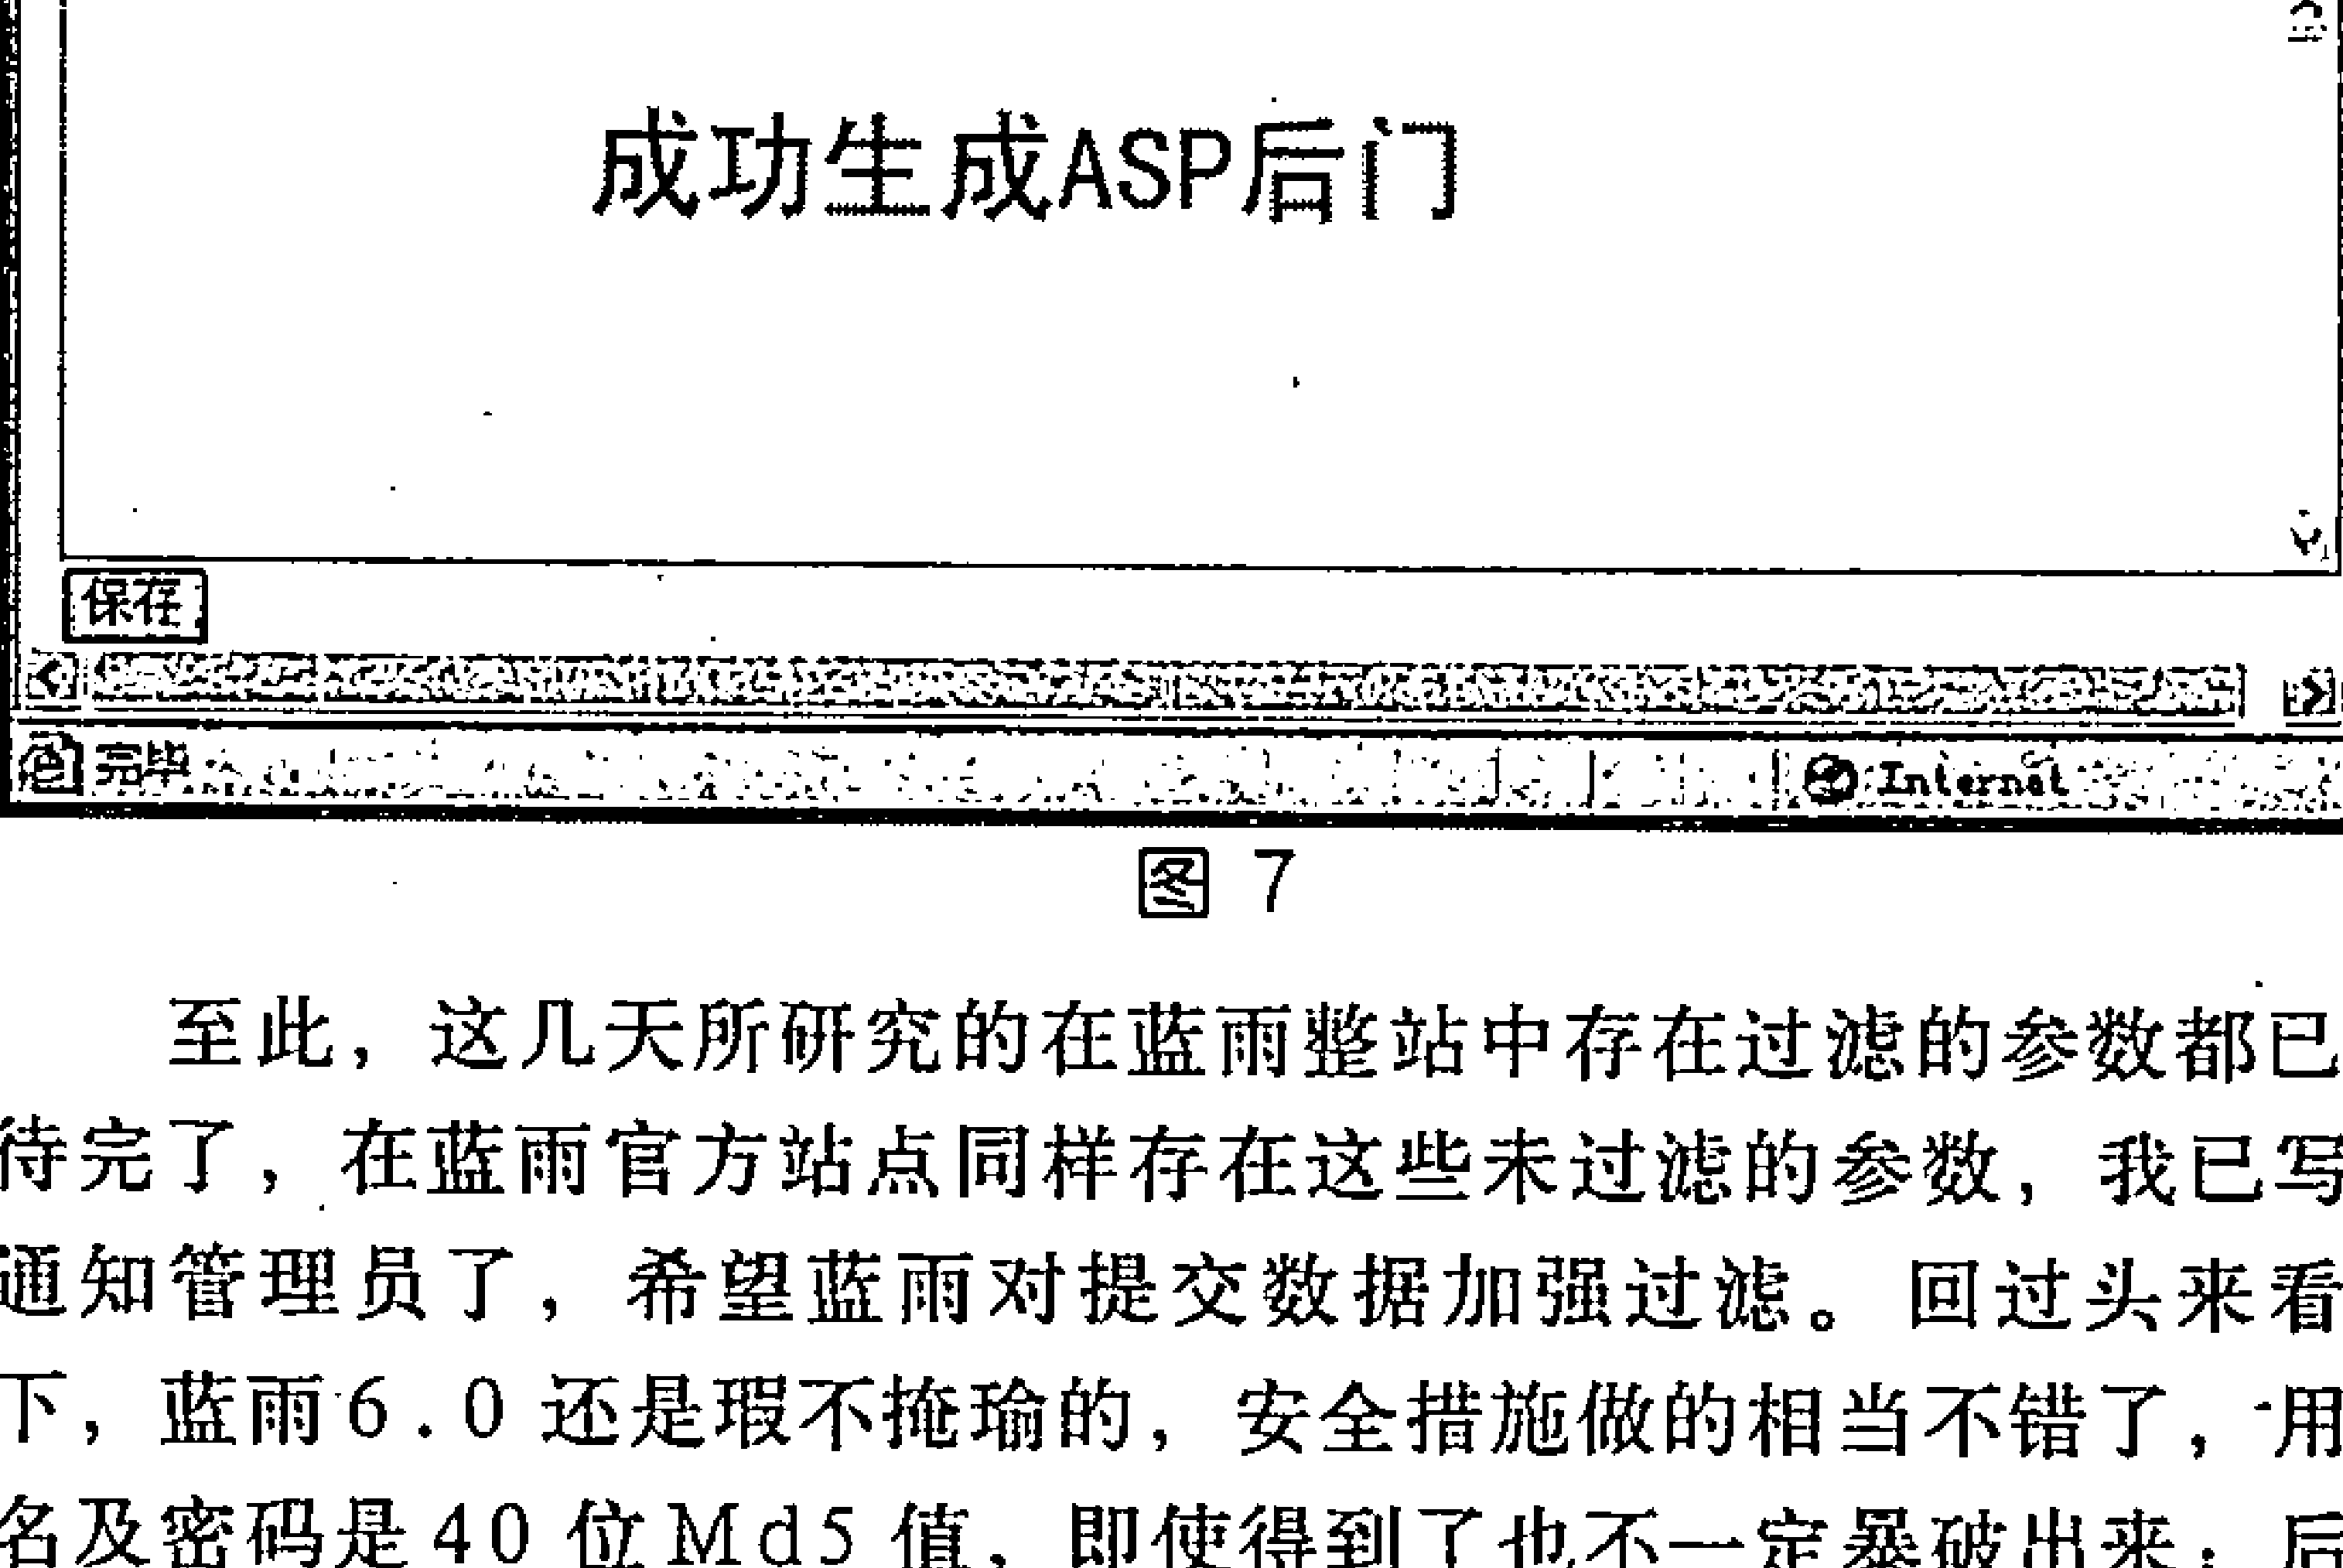 成功生成ASP后门
保存
完毕
Internet
图 7
至此，这几天所研究的在蓝雨整站中存在过滤的参数都已
待完了，在蓝雨官方站点同样存在这些未过滤的参数，我已写
通知管理员了，希望蓝雨对提交数据加强过滤。回过头来看
下，蓝雨6.0还是瑕不掩瑜的，安全措施做的相当不错了，用
名及密码是40位Md5值，即使得到了也不一定暴破出来；后